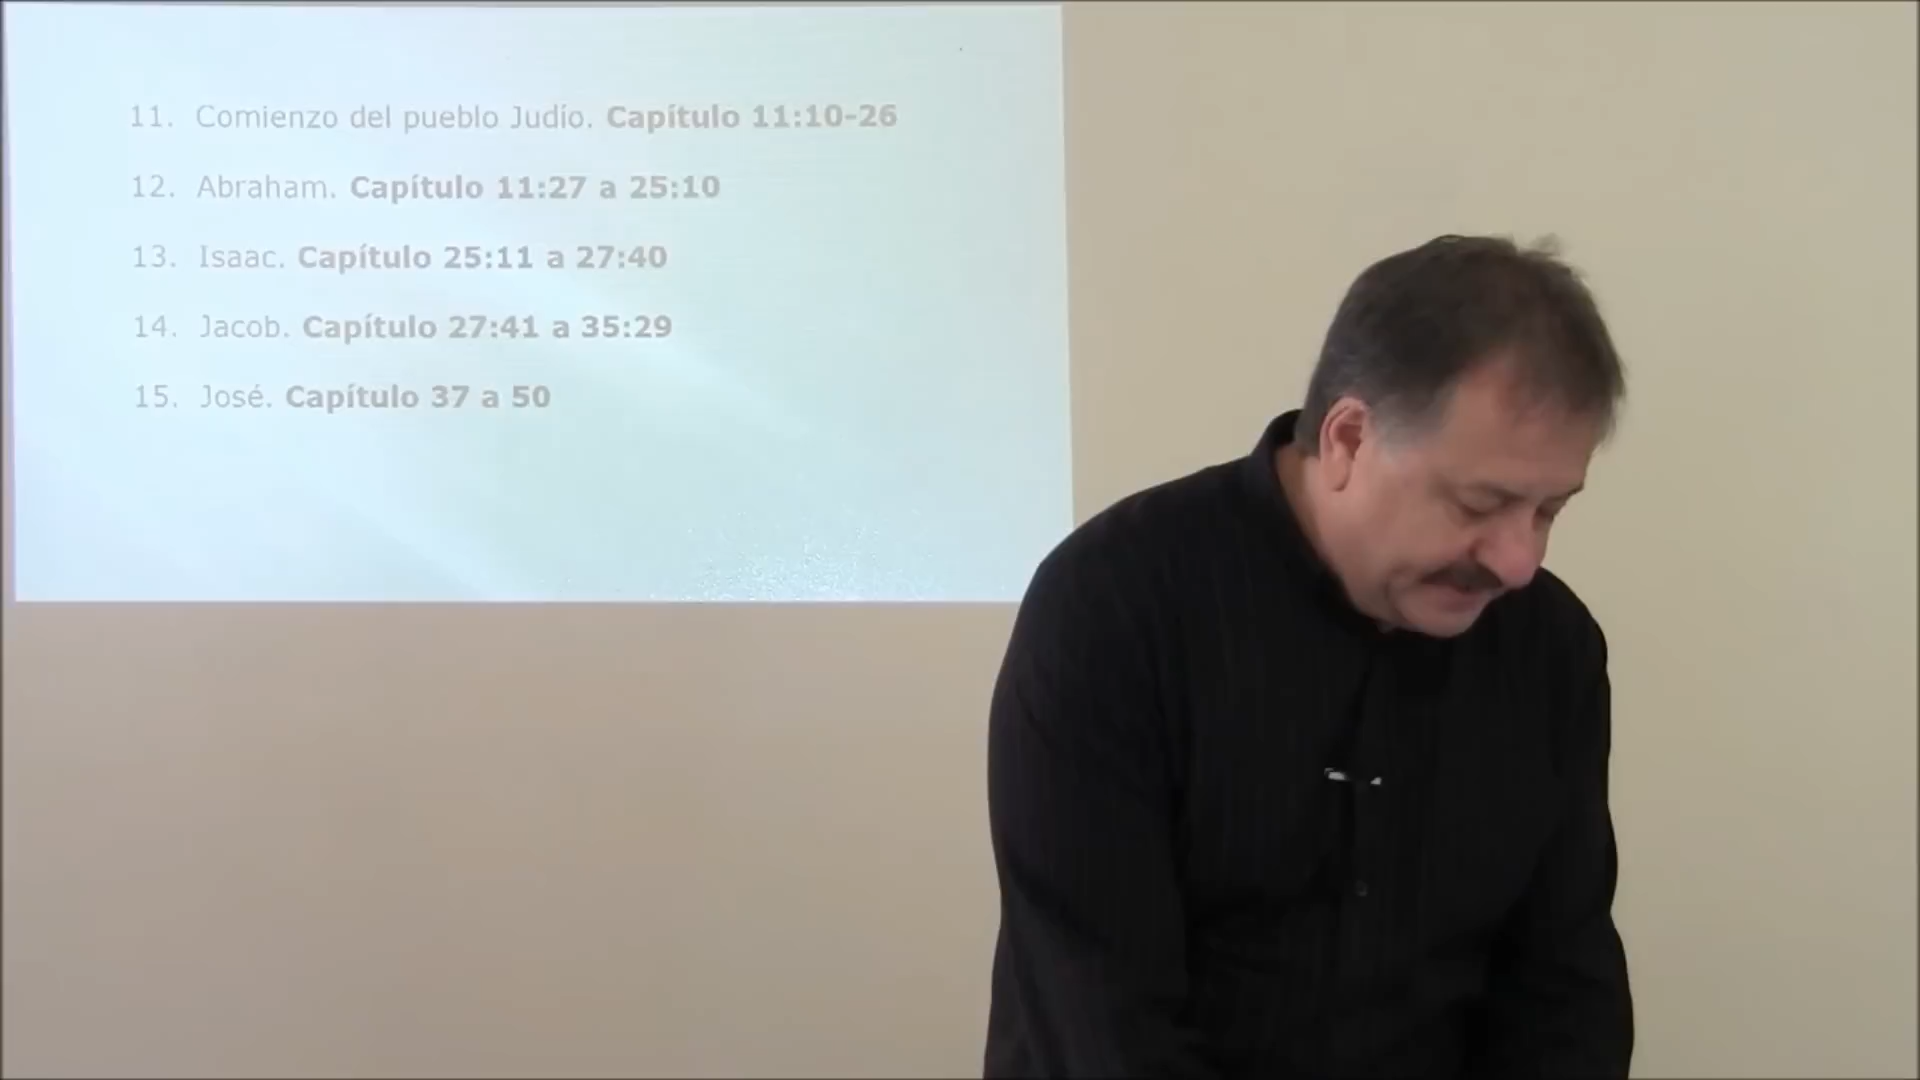 11. Comienzo del pueblo Judío. Capítulo 11:10-26
12. Abraham. Capítulo 11:27 a 25:10
13. Isaac. Capítulo 25:11 a 27:40
14. Jacob. Capítulo 27:41 a 35:29
15. José. Capítulo 37 a 50